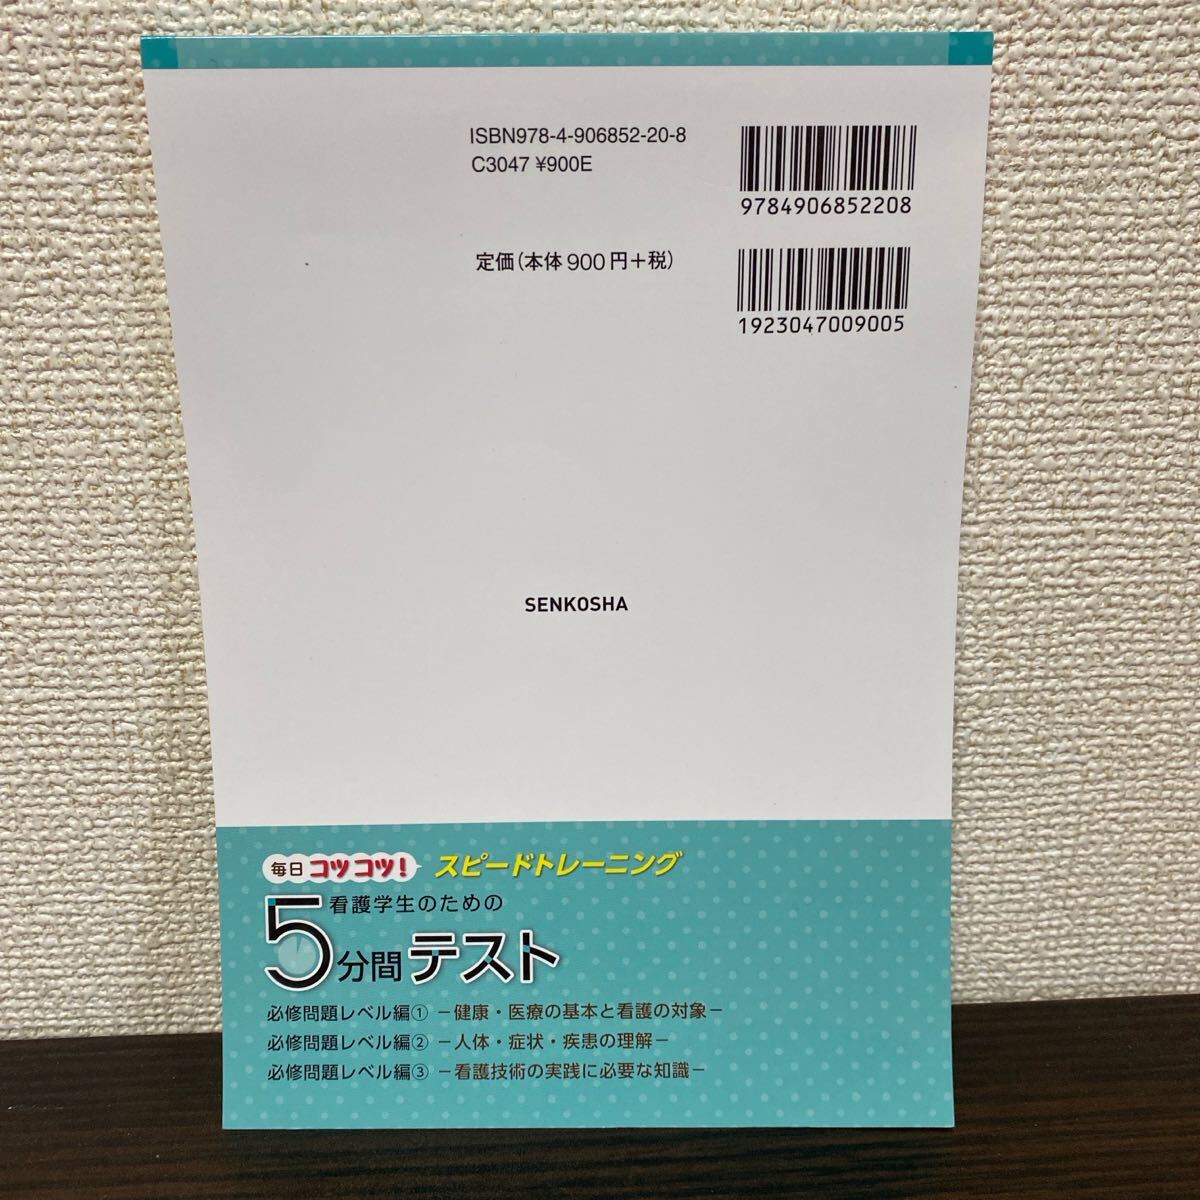 ISBN978-4-906852-20-8
C3047 ¥900E
9784906852208
定価(本体900円+税)
1923047009005
SENKOSHA
毎日コツコツ! スピードトレーニング
看護学生のための
5分間テスト
必修問題レベル編① −健康・医療の基本と看護の対象−
必修問題レベル編② −人体・症状・疾患の理解−
必修問題レベル編③ −看護技術の実践に必要な知識−